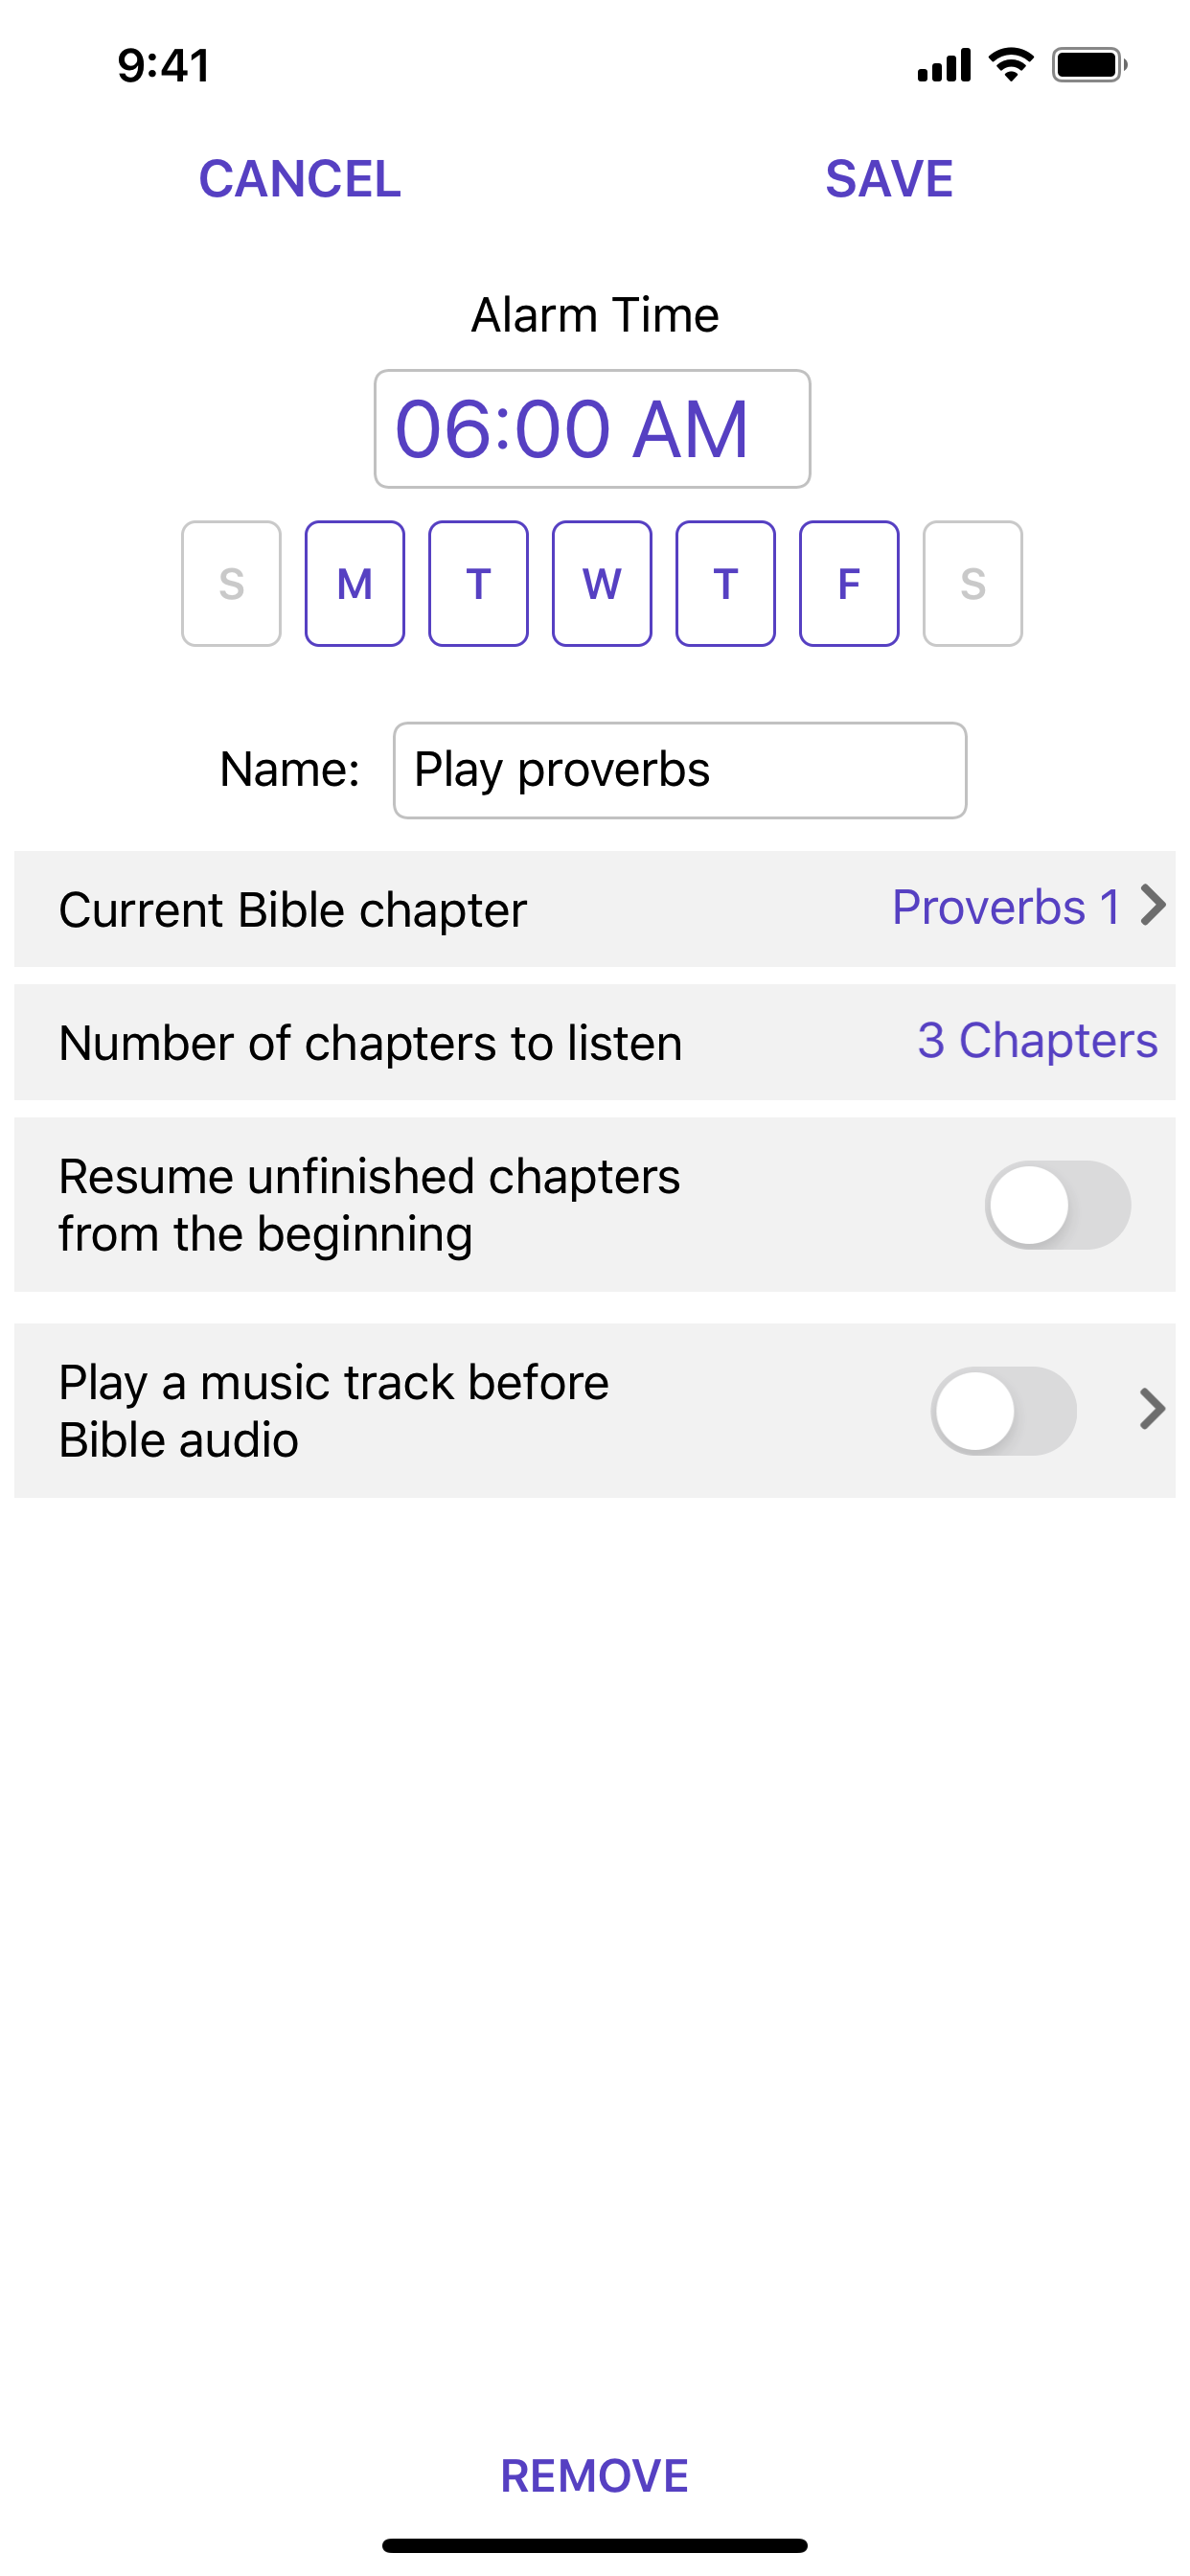 9:41
CANCEL SAVE
Alarm Time
06:00 AM
S M T W T F S
Name: Play proverbs
Current Bible chapter Proverbs 1
Number of chapters to listen 3 Chapters
Resume unfinished chapters
from the beginning
Play a music track before
Bible audio
REMOVE